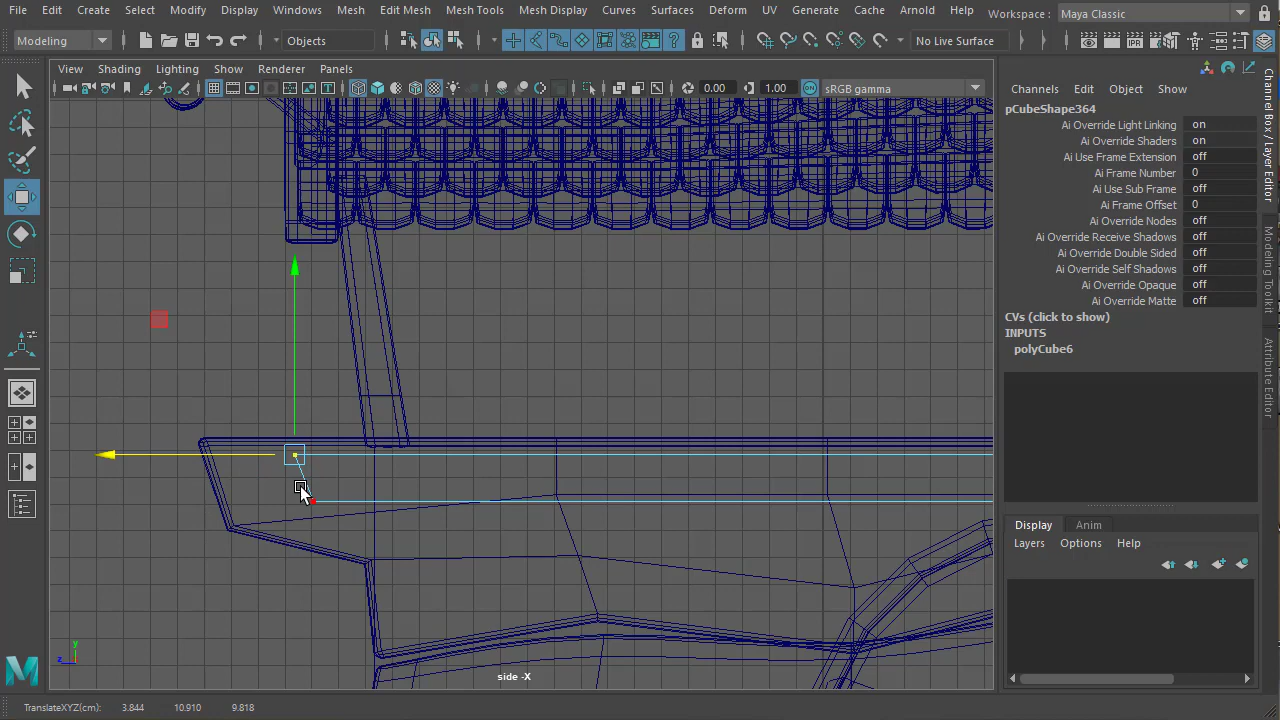 File Edit Create Select Modify Display Windows Mesh Edit Mesh Mesh Tools Mesh Display Curves Surfaces Deform UV Generate Cache Arnold Help Workspace : Maya Classic
Modeling Objects No Live Surface
View Shading Lighting Show Renderer Panels
0.00 1.00 ON sRGB gamma
Channels Edit Object Show
pCubeShape364
Ai Override Light Linking on
Ai Override Shaders on
Ai Use Frame Extension off
Ai Frame Number 0
Ai Use Sub Frame off
Ai Frame Offset 0
Ai Override Nodes off
Ai Override Receive Shadows off
Ai Override Double Sided off
Ai Override Self Shadows off
Ai Override Opaque off
Ai Override Matte off
CVs (click to show)
INPUTS
polyCube6
Display Anim
Layers Options Help
Channel Box / Layer Editor
Modeling Toolkit
Attribute Editor
y
z
side -X
M
TranslateXYZ(cm): 3.844 10.910 9.818